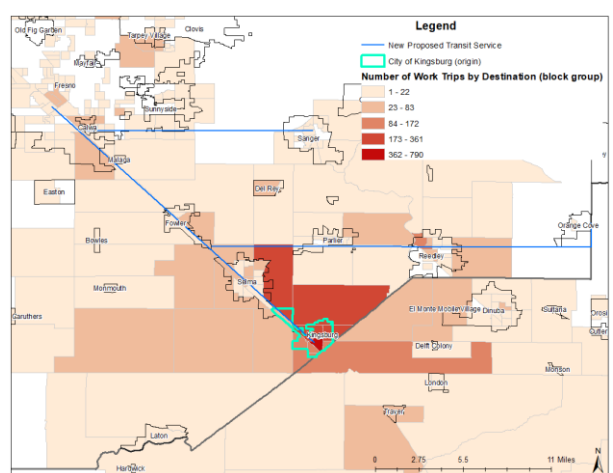 Legend
New Proposed Transit Service
City of Kingsburg (origin)
Number of Work Trips by Destination (block group)
1 - 22
23 - 83
84 - 172
173 - 361
362 - 790
Old Fig Garden
Tarpey Village
Clovis
Mayfair
Fresno
Sunnyside
Calwa
Sanger
Malaga
Easton
Del Rey
Fowler
Orange Cove
Bowles
Parlier
Reedley
Selma
Monmouth
El Monte Mobile Village
Dinuba
Sultana
Orosi
Cutler
Caruthers
Kingsburg
Delft Colony
Monson
London
Traver
Laton
Hardwick
0 2.75 5.5 11 Miles
N